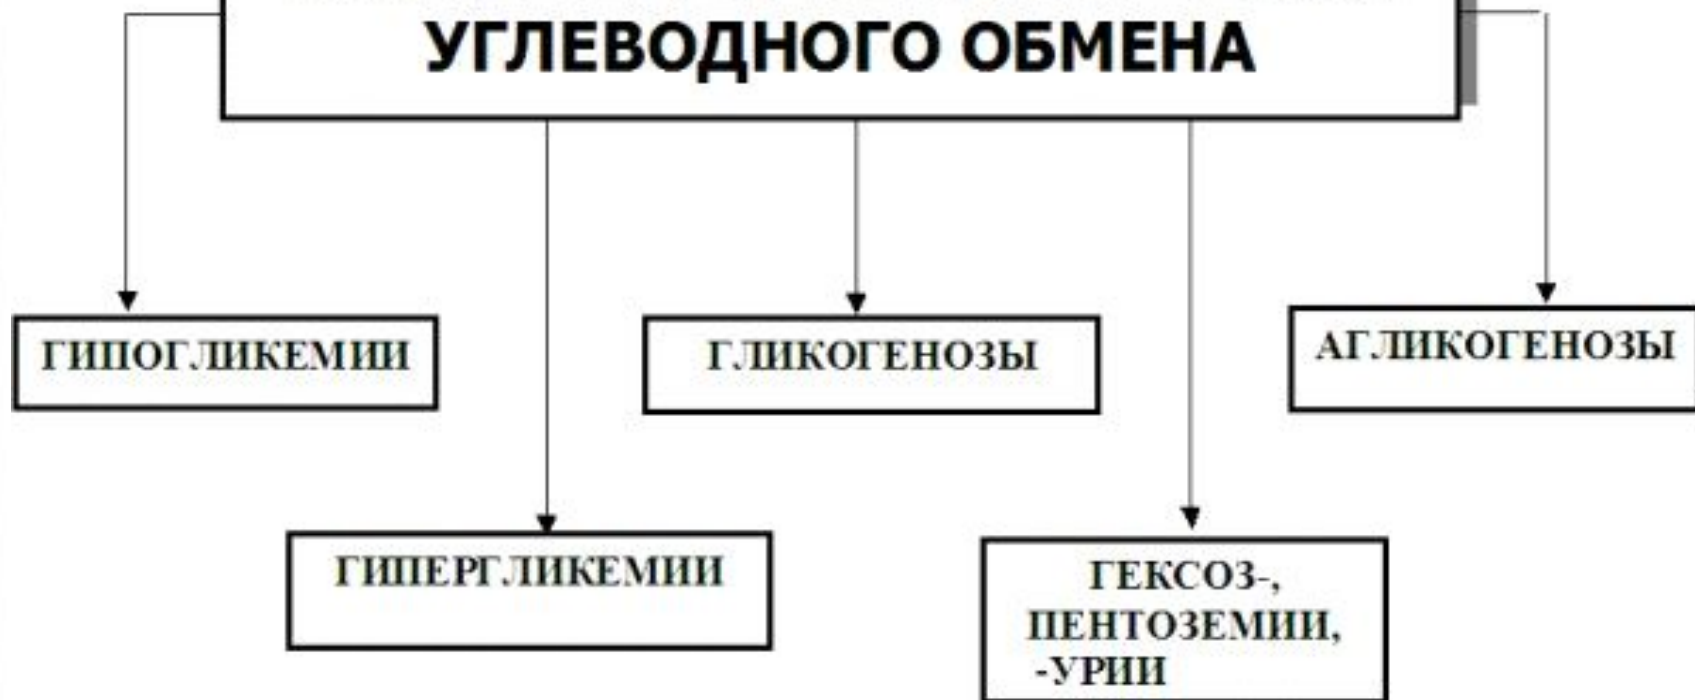 УГЛЕВОДНОГО ОБМЕНА
ГИПОГЛИКЕМИИ
ГЛИКОГЕНОЗЫ
АГЛИКОГЕНОЗЫ
ГИПЕРГЛИКЕМИИ
ГЕКСОЗ-,
ПЕНТОЗЕМИИ,
-УРИИ